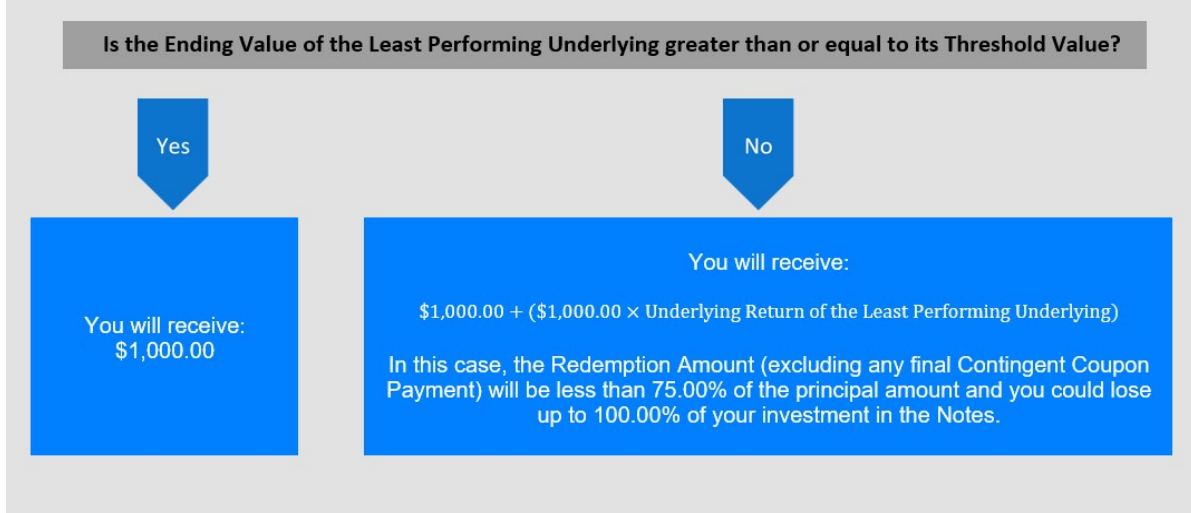 Is the Ending Value of the Least Performing Underlying greater than or equal to its Threshold Value?
Yes
No
You will receive:
$1,000.00
You will receive:
$1,000.00 + ($1,000.00 × Underlying Return of the Least Performing Underlying)
In this case, the Redemption Amount (excluding any final Contingent Coupon
Payment) will be less than 75.00% of the principal amount and you could lose
up to 100.00% of your investment in the Notes.